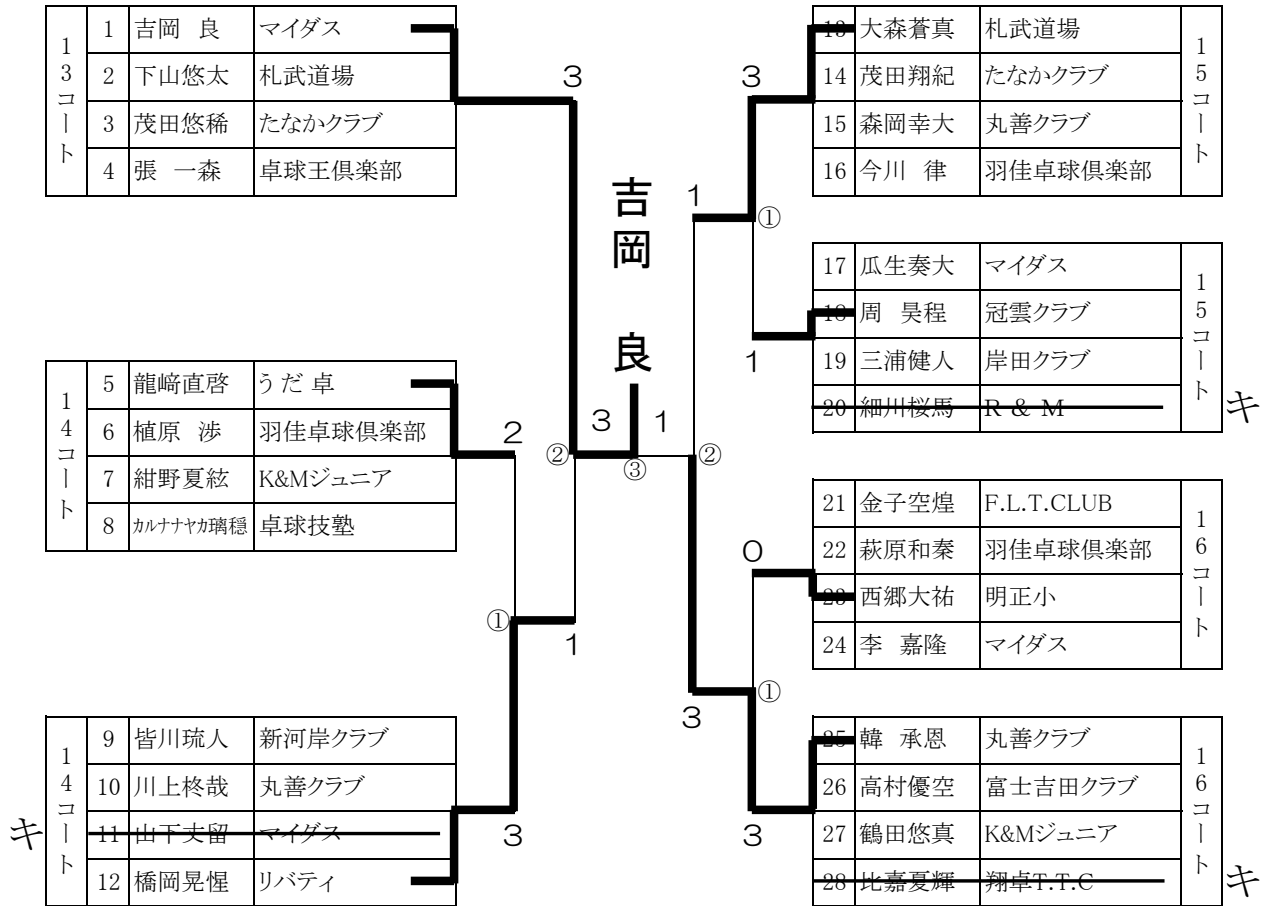 13コート
1 吉岡 良 マイダス
2 下山悠太 札武道場
3 茂田悠稀 たなかクラブ
4 張 一森 卓球王倶楽部
14コート
5 龍﨑直啓 うだ卓
6 植原 渉 羽佳卓球倶楽部
7 紺野夏絃 K&Mジュニア
8 カルナナヤカ璃穏 卓球技塾
14コート
9 皆川琉人 新河岸クラブ
10 川上柊哉 丸善クラブ
キ 11 山下丈留 マイダス
12 橋岡晃惺 リバティ
3
2
②
①
1
3
吉岡 良
3 1
③
3
1
①
1
②
0
①
3
3
15コート
13 大森蒼真 札武道場
14 茂田翔紀 たなかクラブ
15 森岡幸大 丸善クラブ
16 今川 律 羽佳卓球倶楽部
15コート
17 瓜生奏大 マイダス
18 周 昊程 冠雲クラブ
19 三浦健人 岸田クラブ
20 細川桜馬 R & M キ
16コート
21 金子空煌 F.L.T.CLUB
22 萩原和奏 羽佳卓球倶楽部
23 西郷大祐 明正小
24 李 嘉隆 マイダス
16コート
25 韓 承恩 丸善クラブ
26 高村優空 富士吉田クラブ
27 鶴田悠真 K&Mジュニア
28 比嘉夏輝 翔卓T.T.C キ